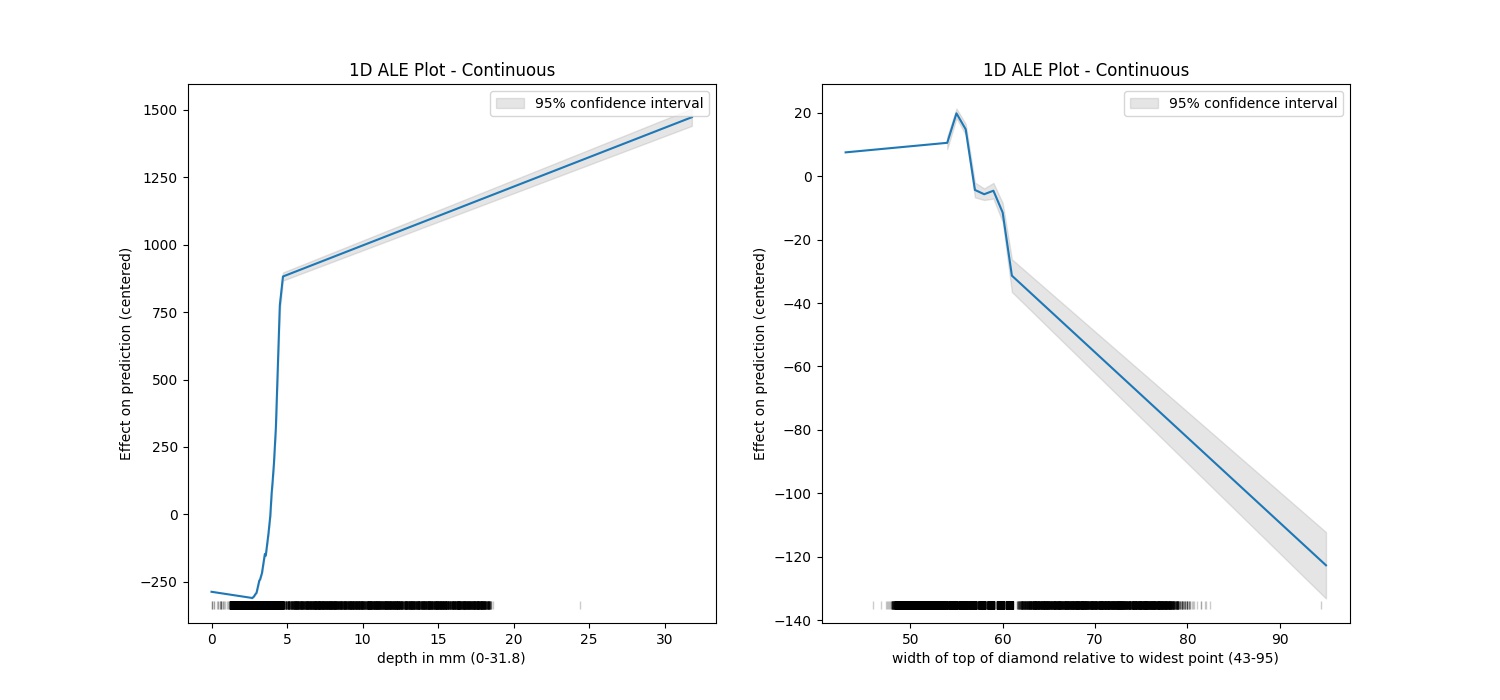 1D ALE Plot - Continuous
95% confidence interval
1500
1250
1000
750
500
250
0
−250
Effect on prediction (centered)
0 5 10 15 20 25 30
depth in mm (0-31.8)
1D ALE Plot - Continuous
95% confidence interval
20
0
−20
−40
−60
−80
−100
−120
−140
Effect on prediction (centered)
50 60 70 80 90
width of top of diamond relative to widest point (43-95)